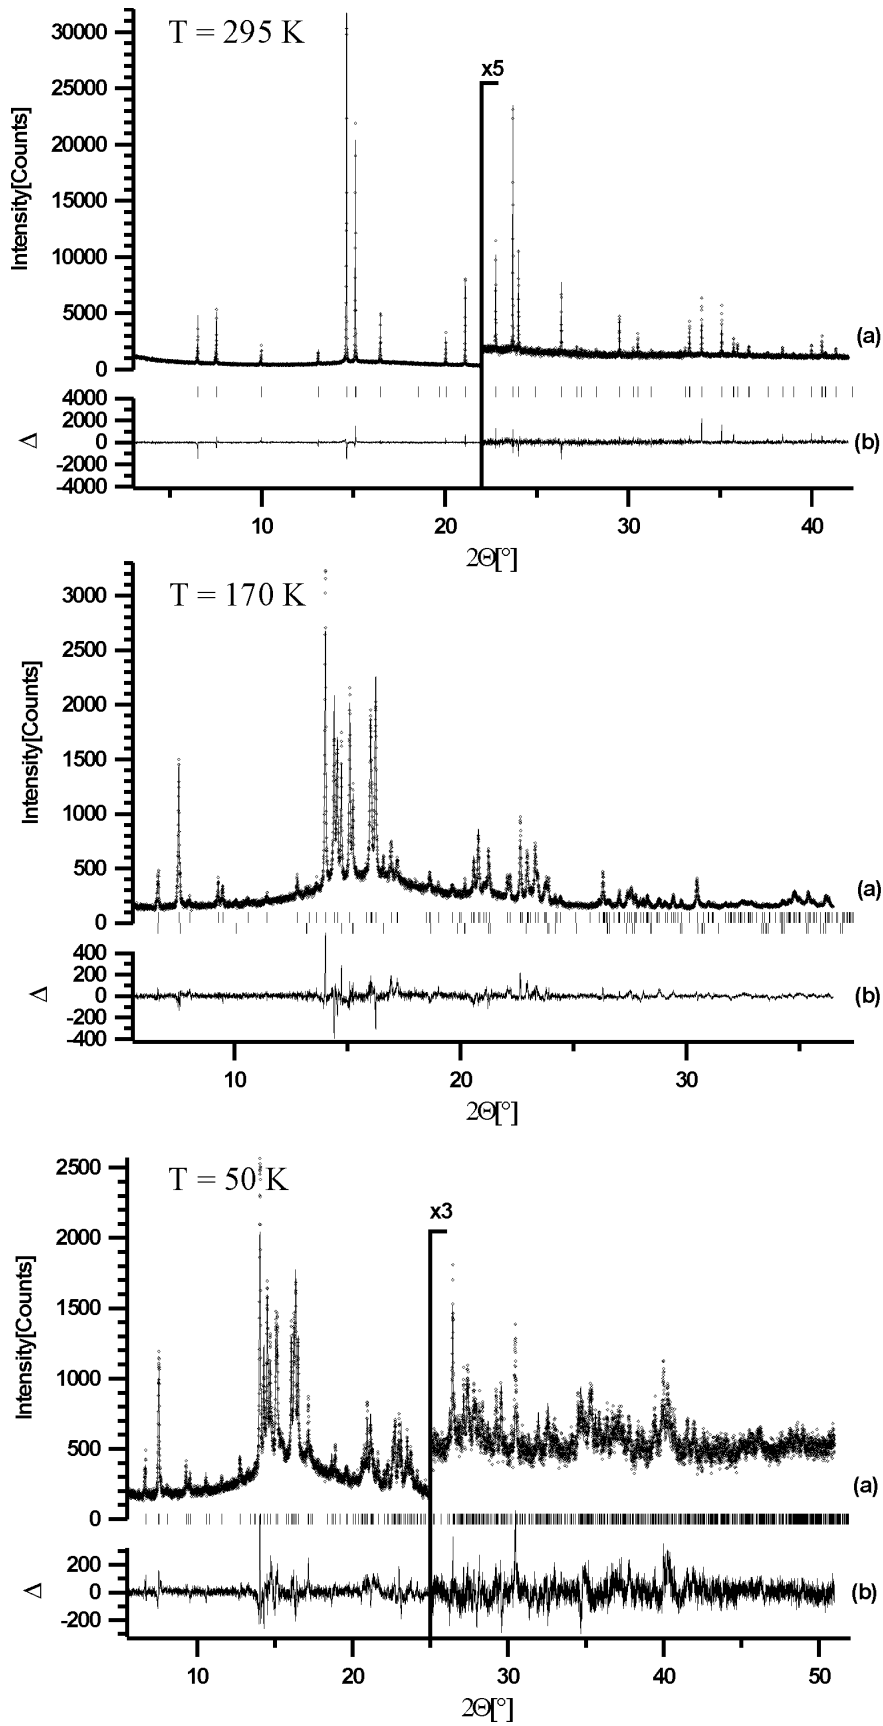 T = 295 K
x5
Intensity[Counts]
30000
25000
20000
15000
10000
5000
0
(a)
4000
2000
0
-2000
-4000
Δ
(b)
10
20
30
40
2Θ[°]
T = 170 K
Intensity[Counts]
3000
2500
2000
1500
1000
500
0
(a)
400
200
0
-200
-400
Δ
(b)
10
20
30
2Θ[°]
T = 50 K
x3
Intensity[Counts]
2500
2000
1500
1000
500
0
(a)
200
0
-200
Δ
(b)
10
20
30
40
50
2Θ[°]